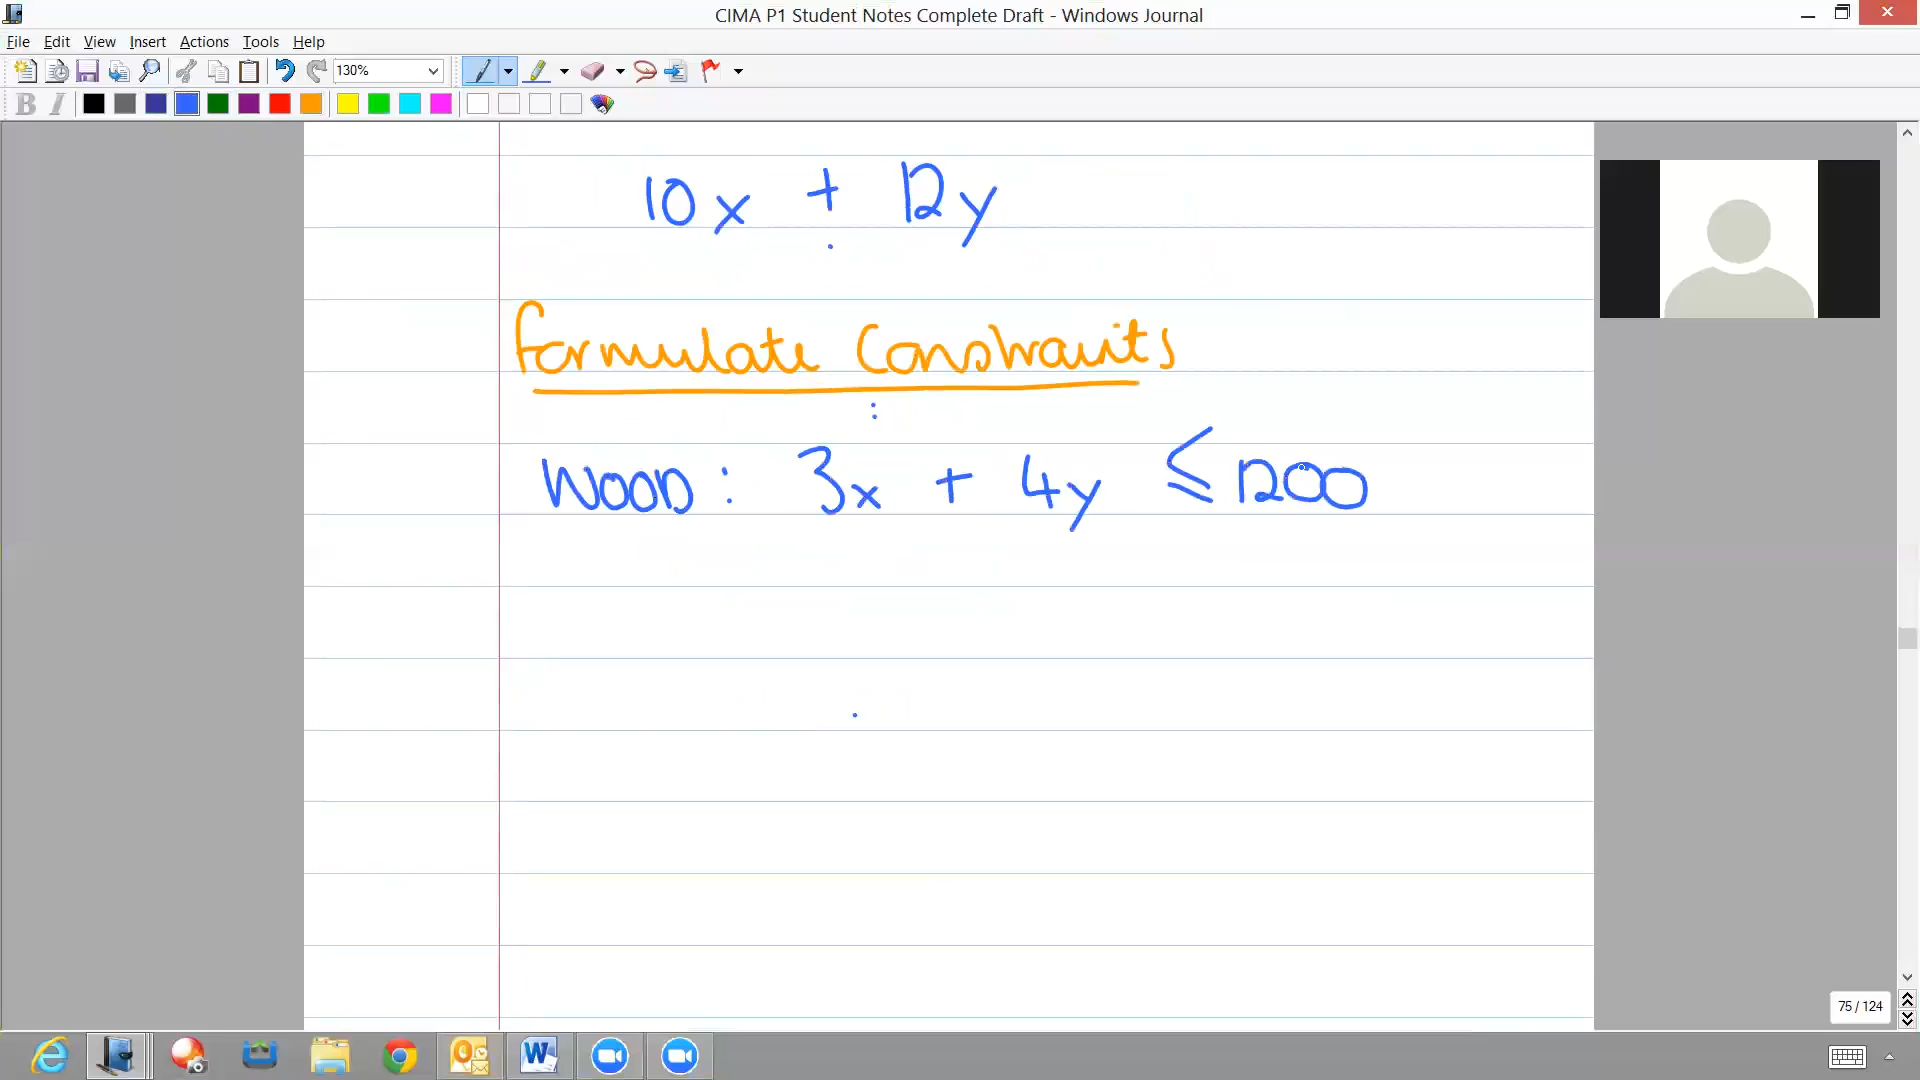 CIMA P1 Student Notes Complete Draft - Windows Journal
File Edit View Insert Actions Tools Help
130%
B I
10x + 12y
Formulate Constraints
WOOD : 3x + 4y ≤ 1200
75 / 124